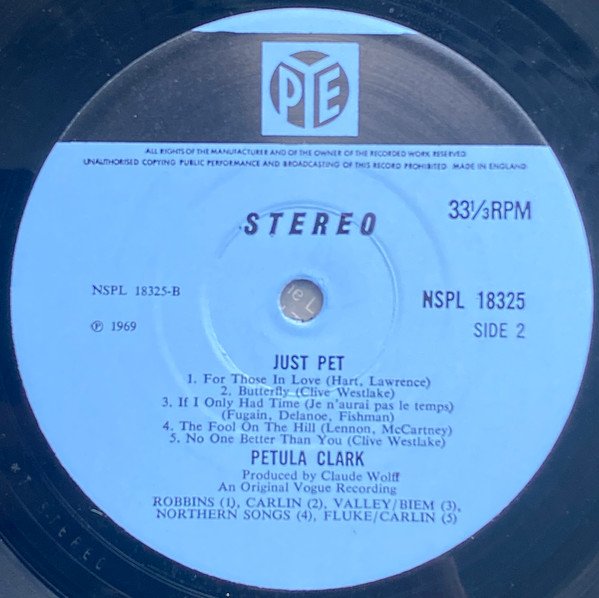 PYE
ALL RIGHTS OF THE MANUFACTURER AND OF THE OWNER OF THE RECORDED WORK RESERVED
UNAUTHORISED COPYING PUBLIC PERFORMANCE AND BROADCASTING OF THIS RECORD PROHIBITED MADE IN ENGLAND
STEREO
33⅓RPM
NSPL 18325-B
NSPL 18325
℗ 1969
SIDE 2
JUST PET
1. For Those In Love (Hart, Lawrence)
2. Butterfly (Clive Westlake)
3. If I Only Had Time (Je n'aurai pas le temps)
(Fugain, Delanoe, Fishman)
4. The Fool On The Hill (Lennon, McCartney)
5. No One Better Than You (Clive Westlake)
PETULA CLARK
Produced by Claude Wolff
An Original Vogue Recording
ROBBINS (1), CARLIN (2), VALLEY/BIEM (3),
NORTHERN SONGS (4), FLUKE/CARLIN (5)